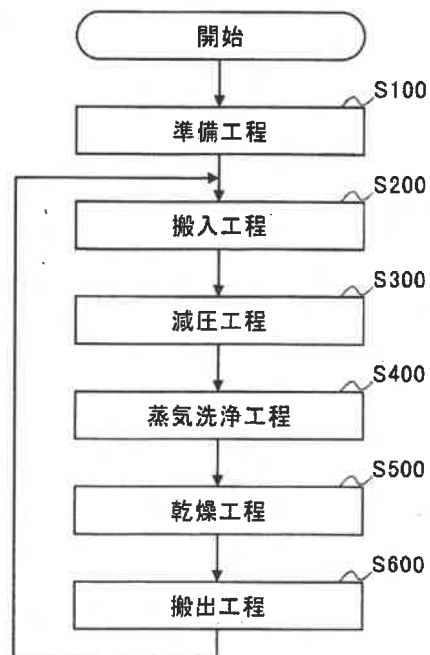 開始
S100
準備工程
S200
搬入工程
S300
減圧工程
S400
蒸気洗浄工程
S500
乾燥工程
S600
搬出工程